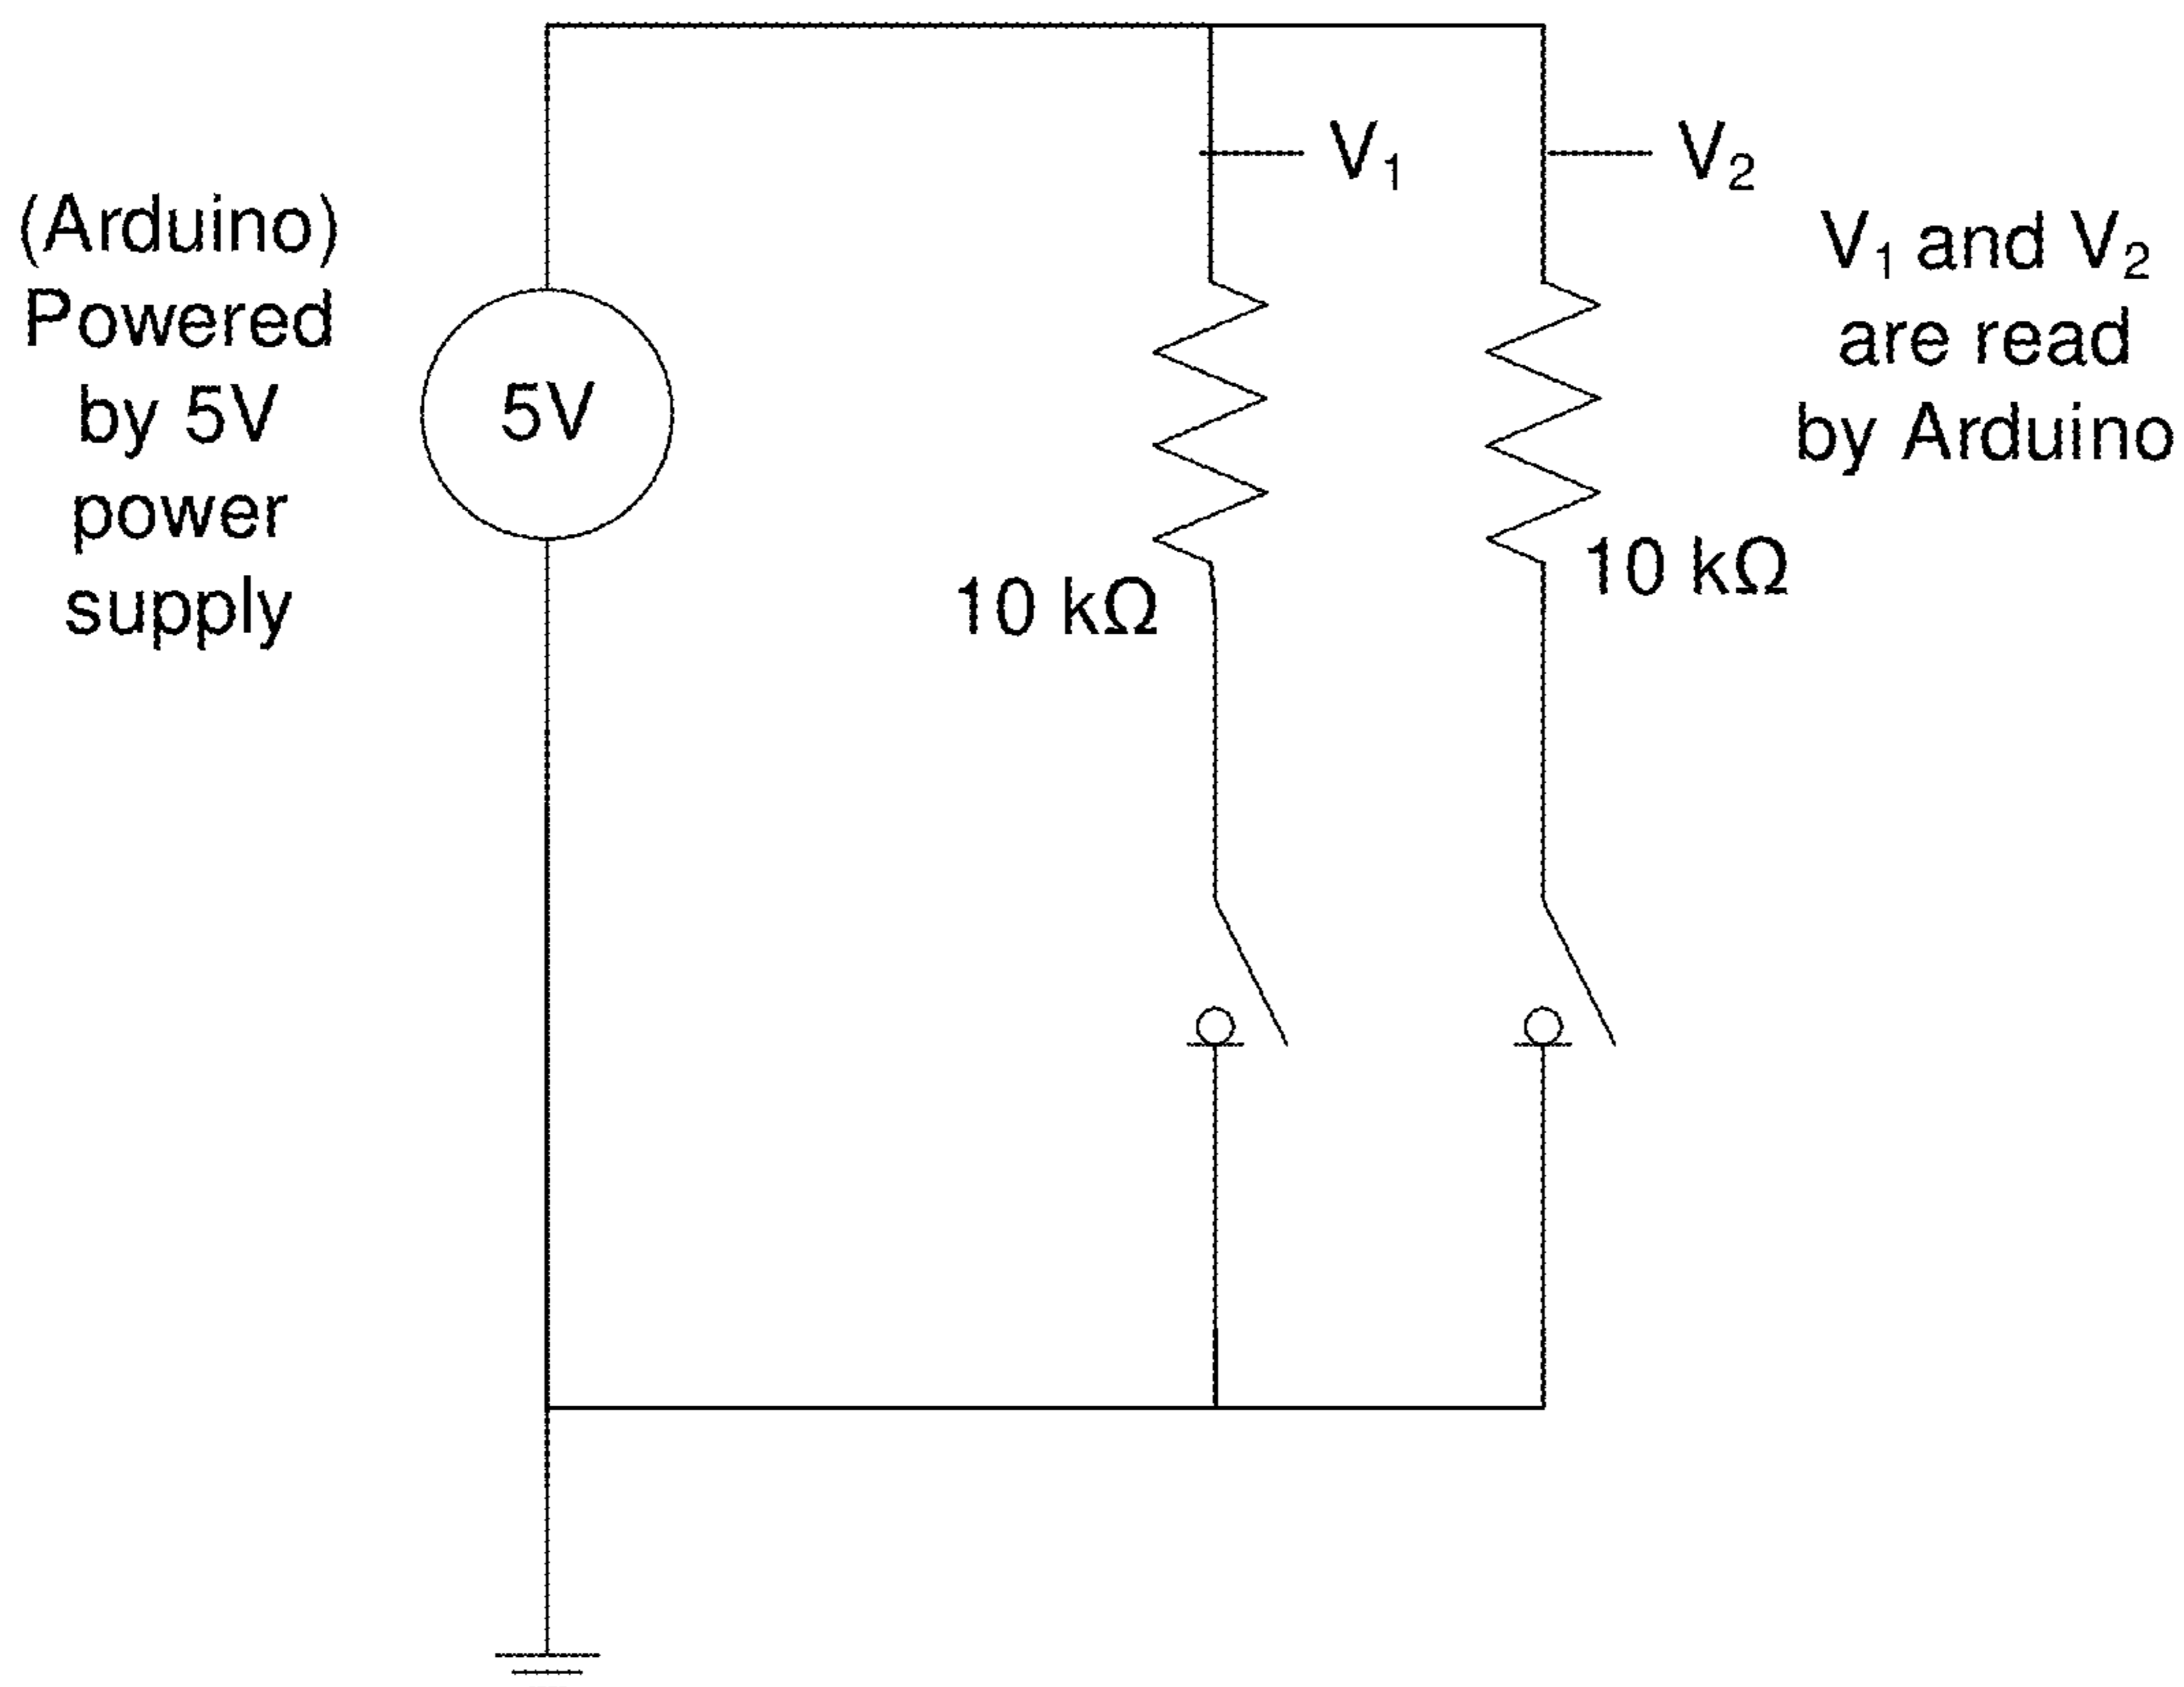 (Arduino)
Powered
by 5V
power
supply
5V
V₁
V₂
V₁ and V₂
are read
by Arduino
10 kΩ
10 kΩ